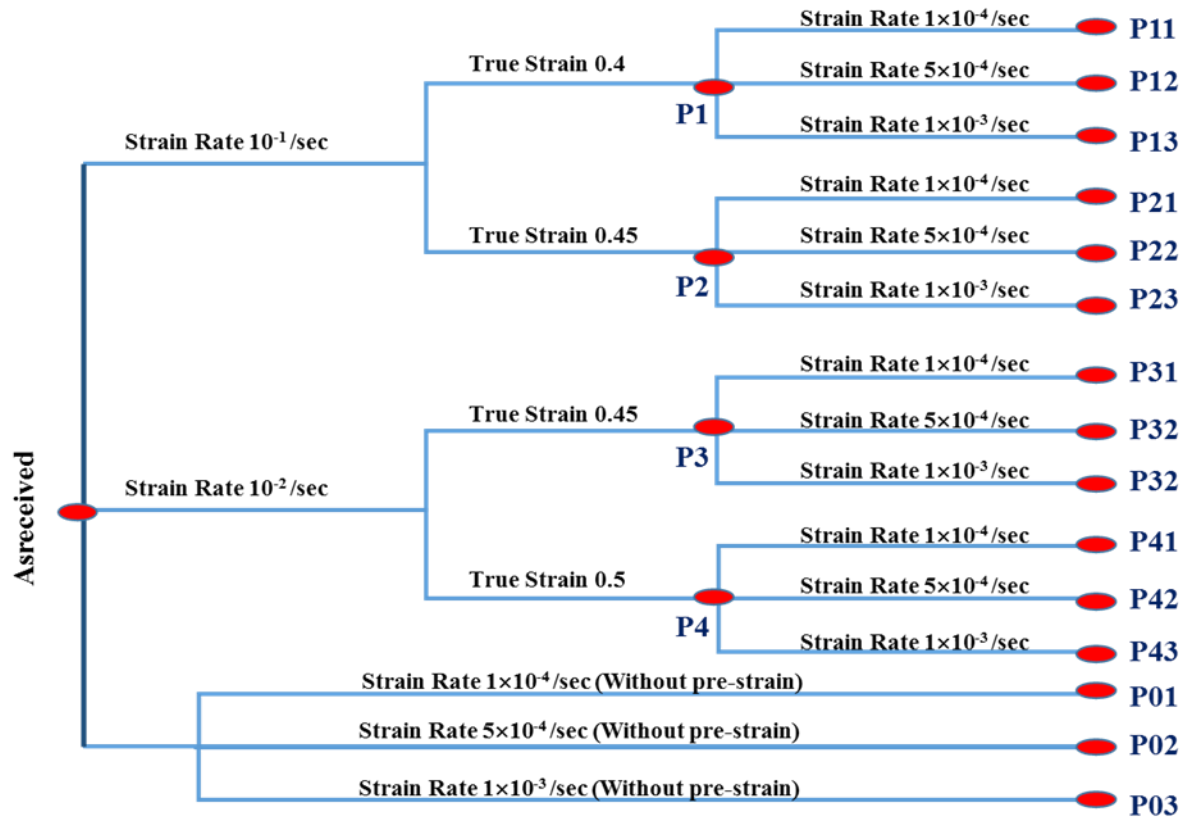 Strain Rate 1×10⁻⁴/sec P11
True Strain 0.4 Strain Rate 5×10⁻⁴/sec P12
P1
Strain Rate 10⁻¹/sec Strain Rate 1×10⁻³/sec P13
Strain Rate 1×10⁻⁴/sec P21
True Strain 0.45 Strain Rate 5×10⁻⁴/sec P22
P2 Strain Rate 1×10⁻³/sec P23
Strain Rate 1×10⁻⁴/sec P31
True Strain 0.45 Strain Rate 5×10⁻⁴/sec P32
P3
Strain Rate 10⁻²/sec Strain Rate 1×10⁻³/sec P32
Asreceived
Strain Rate 1×10⁻⁴/sec P41
True Strain 0.5 Strain Rate 5×10⁻⁴/sec P42
P4 Strain Rate 1×10⁻³/sec P43
Strain Rate 1×10⁻⁴/sec (Without pre-strain) P01
Strain Rate 5×10⁻⁴/sec (Without pre-strain) P02
Strain Rate 1×10⁻³/sec (Without pre-strain) P03